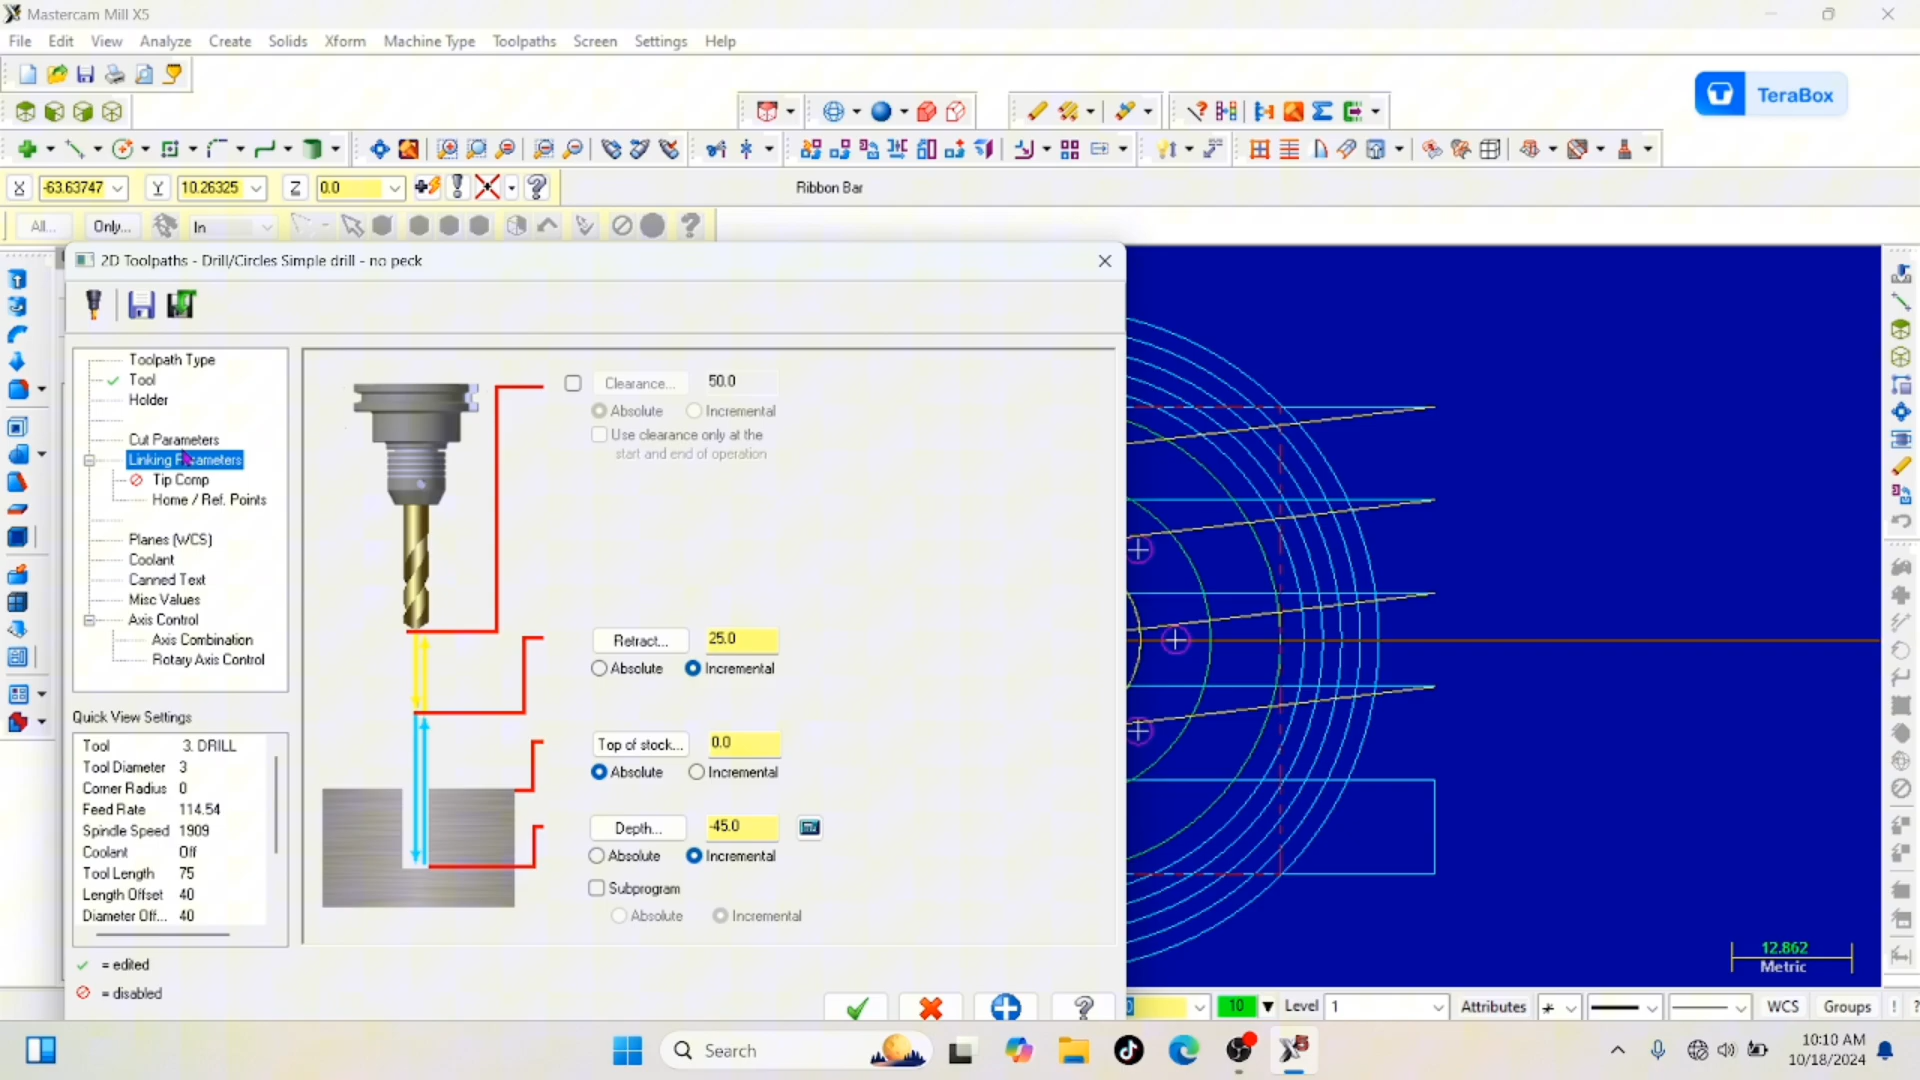 Mastercam Mill X5
File Edit View Analyze Create Solids Xform Machine Type Toolpaths Screen Settings Help
TeraBox
X -63.63747 Y 10.26325 Z 0.0 Ribbon Bar
All... Only... In
2D Toolpaths - Drill/Circles Simple drill - no peck
Toolpath Type
Tool
Holder
Cut Parameters
Linking Parameters
Tip Comp
Home / Ref. Points
Planes (WCS)
Coolant
Canned Text
Misc Values
Axis Control
Axis Combination
Rotary Axis Control
Quick View Settings
Tool 3. DRILL
Tool Diameter 3
Corner Radius 0
Feed Rate 114.54
Spindle Speed 1909
Coolant Off
Tool Length 75
Length Offset 40
Diameter Off... 40
= edited
= disabled
Clearance... 50.0
Absolute Incremental
Use clearance only at the
start and end of operation
Retract... 25.0
Absolute Incremental
Top of stock... 0.0
Absolute Incremental
Depth... -45.0
Absolute Incremental
Subprogram
Absolute Incremental
12.862
Metric
10 Level 1 Attributes WCS Groups ! ?
Search
10:10 AM
10/18/2024